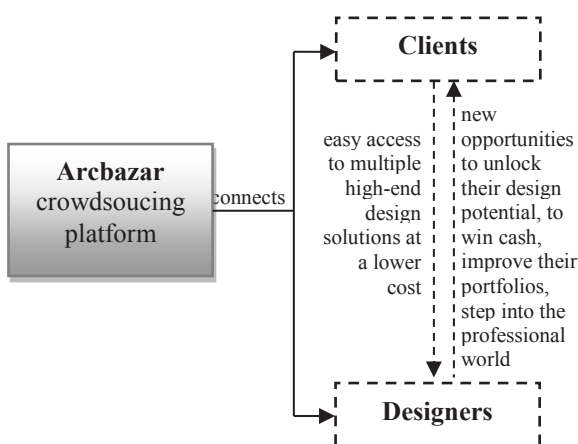 Clients
Arcbazar
crowdsoucing
platform
connects
easy access
to multiple
high-end
design
solutions at
a lower
cost
new
opportunities
to unlock
their design
potential, to
win cash,
improve their
portfolios,
step into the
professional
world
Designers